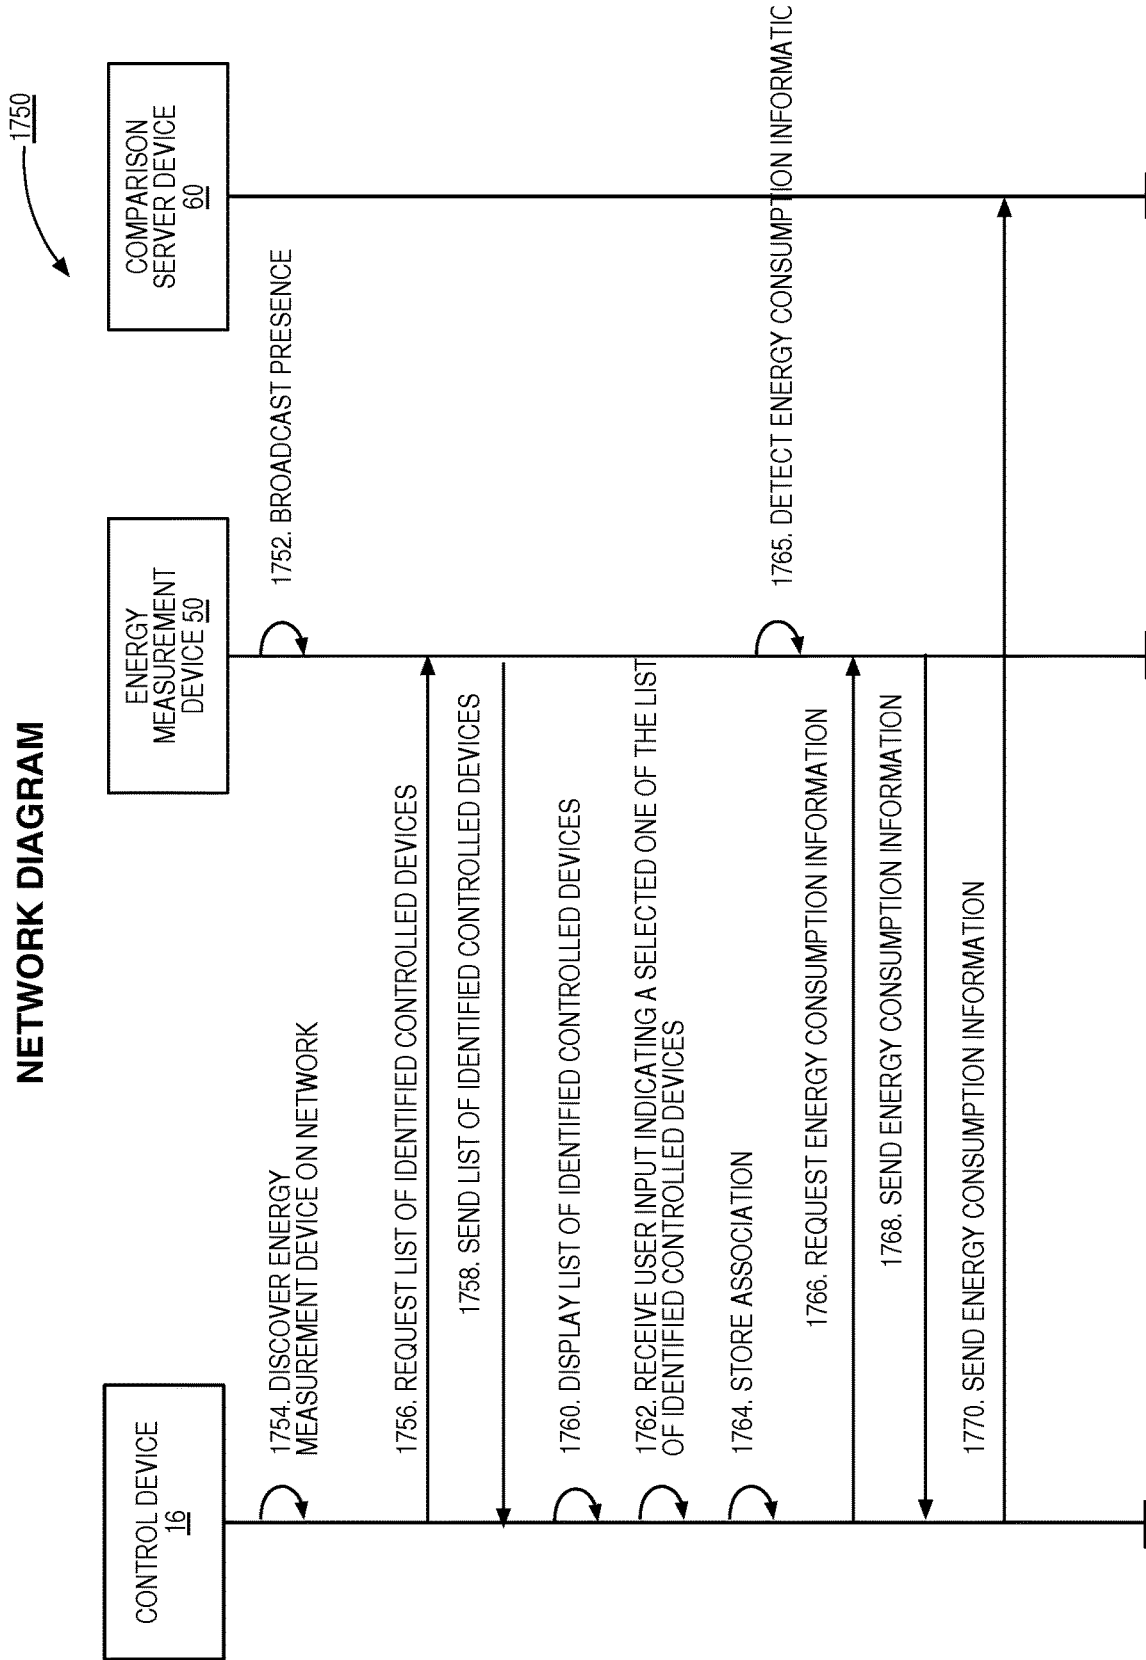 NETWORK DIAGRAM
1750
CONTROL DEVICE
16
ENERGY
MEASUREMENT
DEVICE 50
COMPARISON
SERVER DEVICE
60
1752. BROADCAST PRESENCE
1754. DISCOVER ENERGY
MEASUREMENT DEVICE ON NETWORK
1756. REQUEST LIST OF IDENTIFIED CONTROLLED DEVICES
1758. SEND LIST OF IDENTIFIED CONTROLLED DEVICES
1760. DISPLAY LIST OF IDENTIFIED CONTROLLED DEVICES
1762. RECEIVE USER INPUT INDICATING A SELECTED ONE OF THE LIST
OF IDENTIFIED CONTROLLED DEVICES
1764. STORE ASSOCIATION
1765. DETECT ENERGY CONSUMPTION INFORMATIC
1766. REQUEST ENERGY CONSUMPTION INFORMATION
1768. SEND ENERGY CONSUMPTION INFORMATION
1770. SEND ENERGY CONSUMPTION INFORMATION